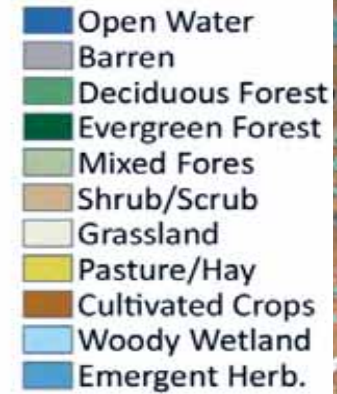 Open Water
Barren
Deciduous Forest
Evergreen Forest
Mixed Fores
Shrub/Scrub
Grassland
Pasture/Hay
Cultivated Crops
Woody Wetland
Emergent Herb.